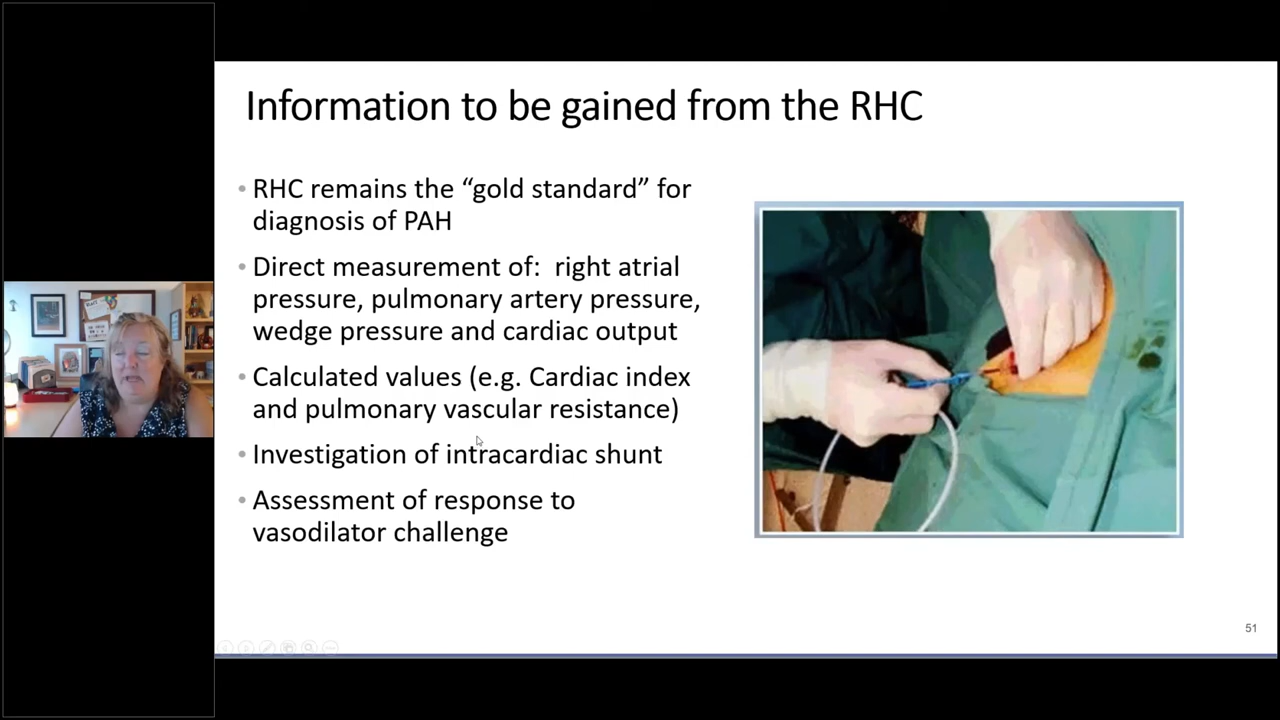 Information to be gained from the RHC
• RHC remains the “gold standard” for
diagnosis of PAH
• Direct measurement of:  right atrial
pressure, pulmonary artery pressure,
wedge pressure and cardiac output
• Calculated values (e.g. Cardiac index
and pulmonary vascular resistance)
• Investigation of intracardiac shunt
• Assessment of response to
vasodilator challenge
51